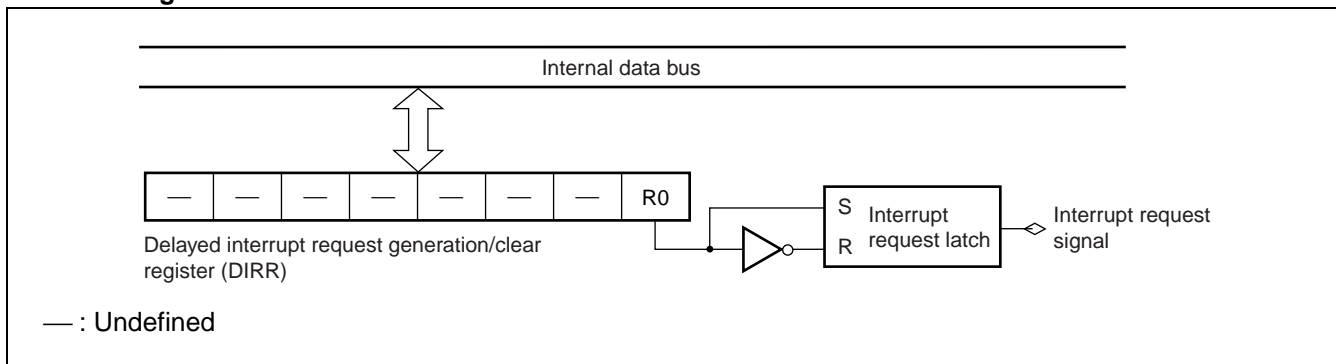 Internal data bus
— — — — — — — R0
Delayed interrupt request generation/clear
register (DIRR)
S
R
Interrupt
request latch
Interrupt request
signal
— : Undefined